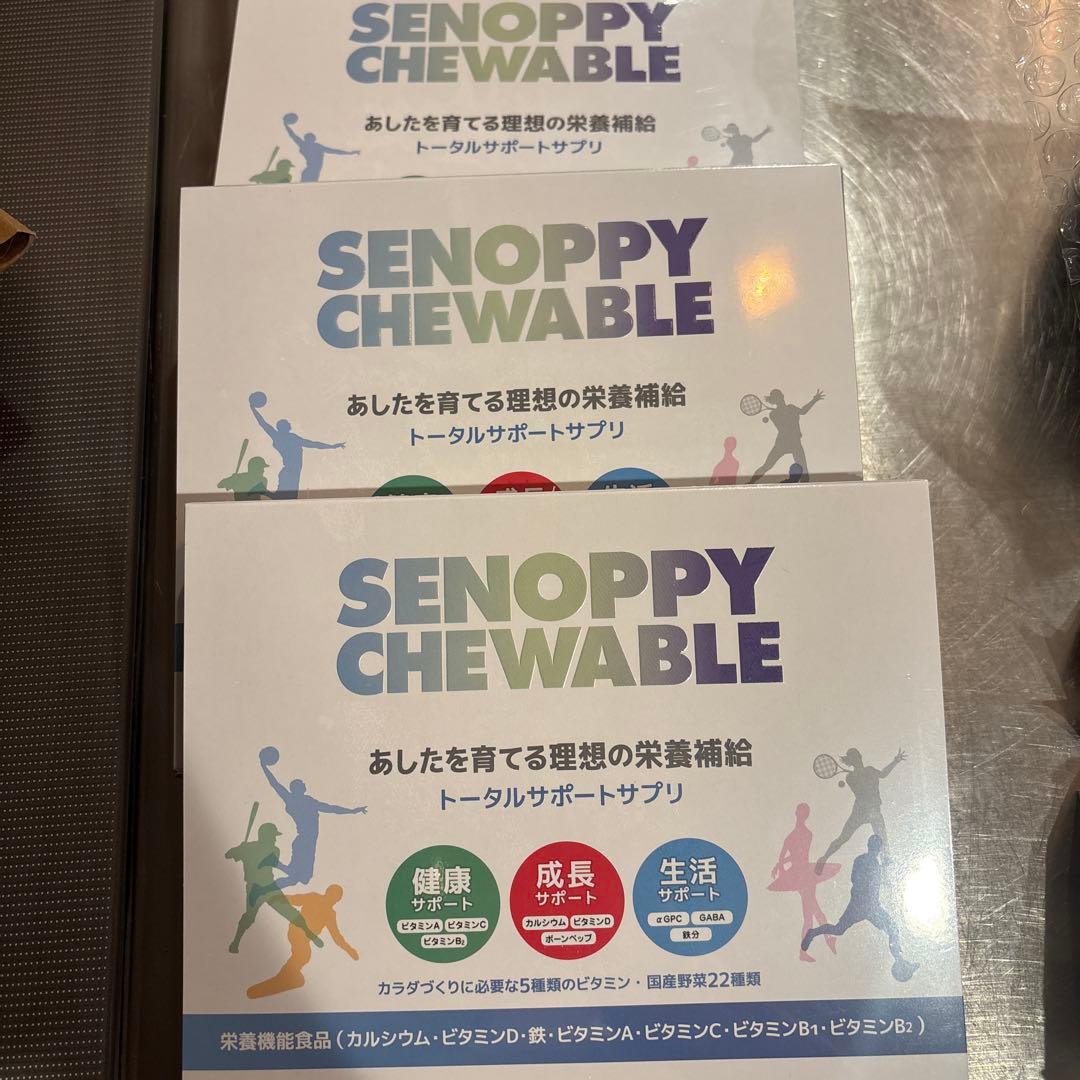 SENOPPY
CHEWABLE
あしたを育てる理想の栄養補給
トータルサポートサプリ
SENOPPY
CHEWABLE
あしたを育てる理想の栄養補給
トータルサポートサプリ
SENOPPY
CHEWABLE
あしたを育てる理想の栄養補給
トータルサポートサプリ
健康
サポート
ビタミンA ビタミンC
ビタミンB2
成長
サポート
カルシウム ビタミンD
ボーンペップ
生活
サポート
αGPC GABA
鉄分
カラダづくりに必要な5種類のビタミン・国産野菜22種類
栄養機能食品（カルシウム・ビタミンD・鉄・ビタミンA・ビタミンC・ビタミンB1・ビタミンB2）